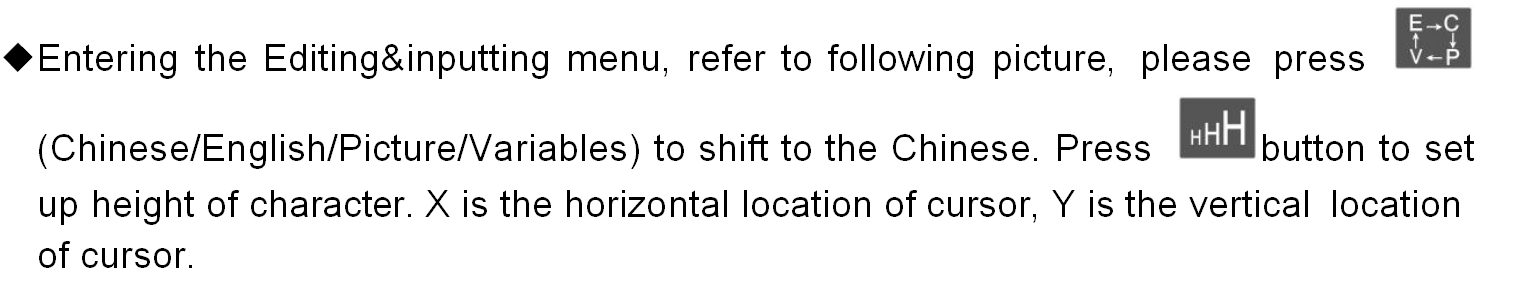 ◆Entering the Editing&inputting menu, refer to following picture, please press E→C
↑ ↓
V←P
(Chinese/English/Picture/Variables) to shift to the Chinese. Press HHH button to set
up height of character. X is the horizontal location of cursor, Y is the vertical location
of cursor.